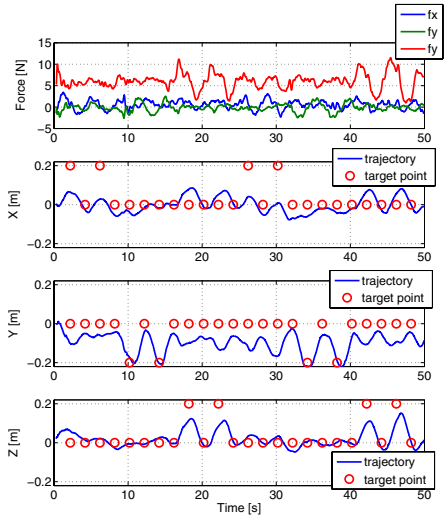 fx
fy
fy
Force [N]
15
10
5
0
−5
0 10 20 30 40 50
trajectory
target point
X [m]
0.2
0
−0.2
0 10 20 30 40 50
trajectory
target point
Y [m]
0
−0.2
0 10 20 30 40 50
Z [m]
0.2
0
−0.2
trajectory
target point
0 10 20 30 40 50
Time [s]